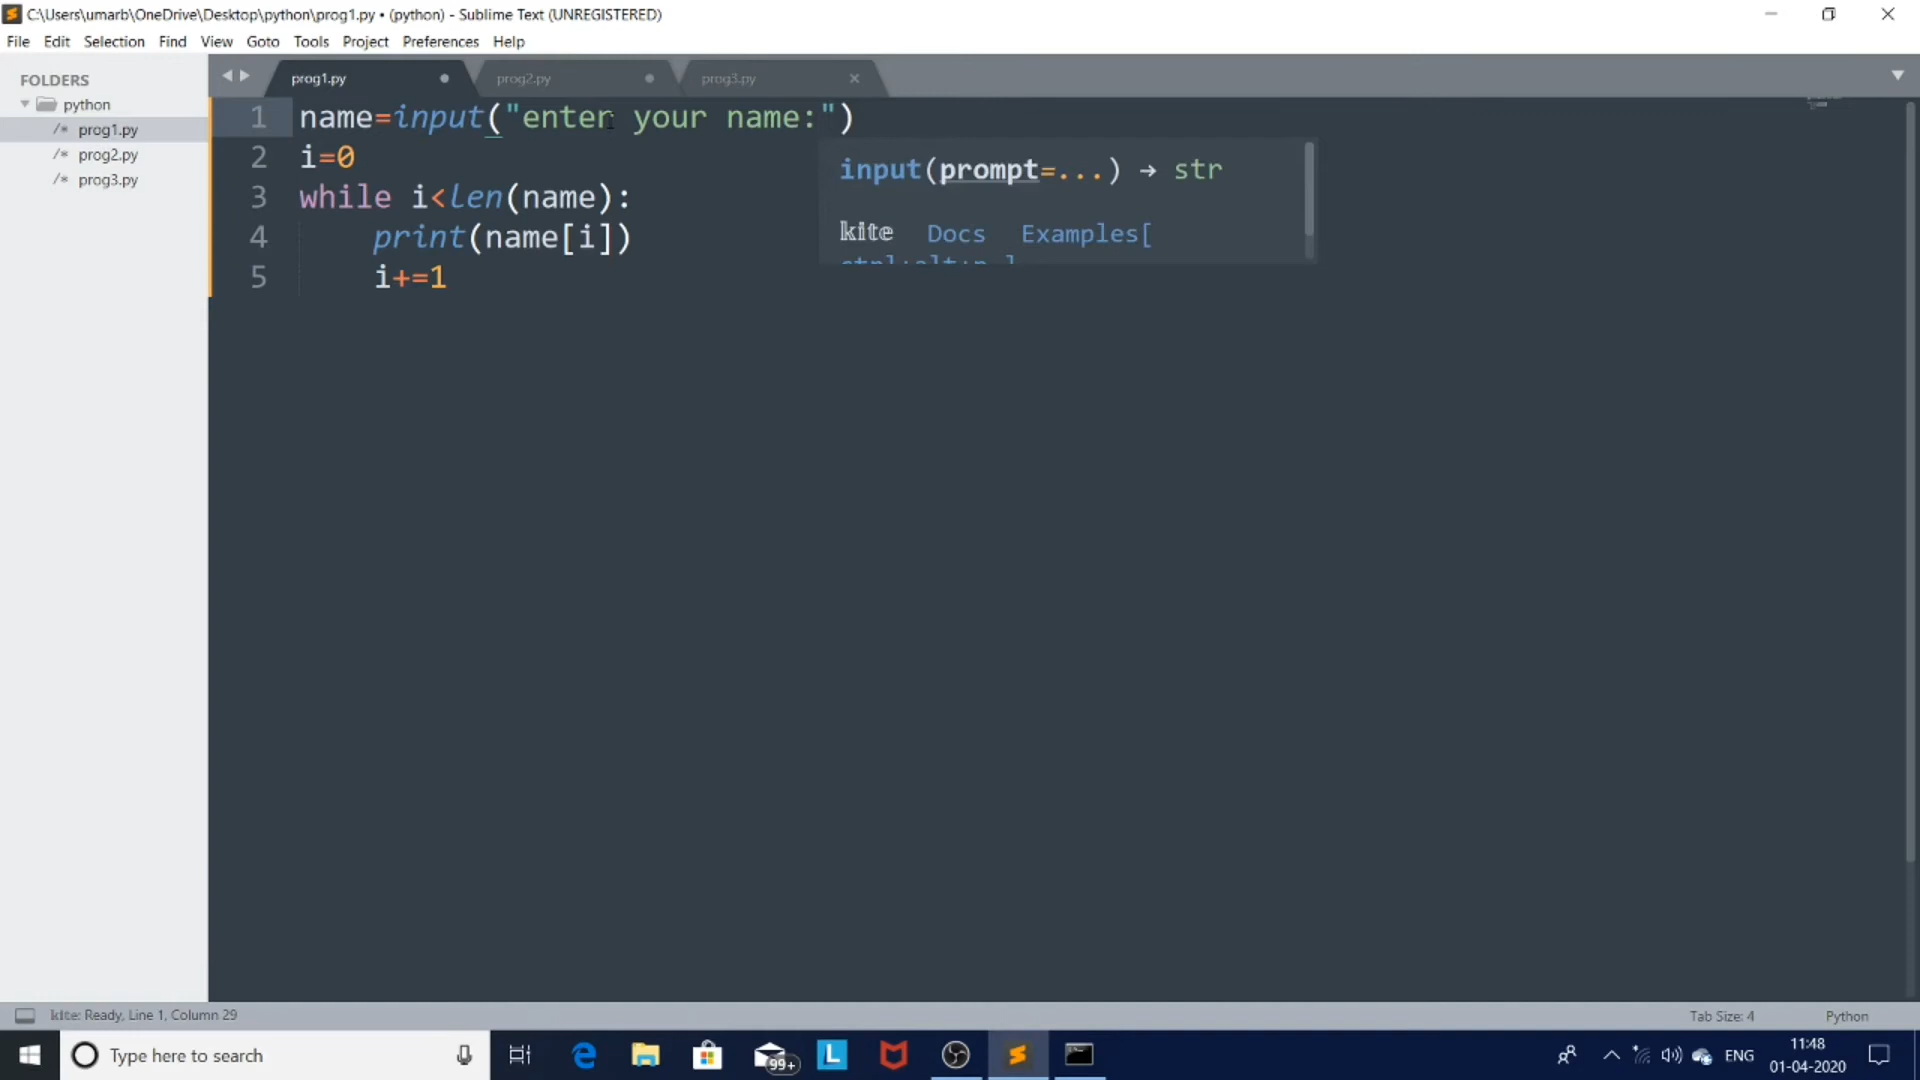 C:\Users\umarb\OneDrive\Desktop\python\prog1.py • (python) - Sublime Text (UNREGISTERED)
File Edit Selection Find View Goto Tools Project Preferences Help
FOLDERS
python
/* prog1.py
/* prog2.py
/* prog3.py
prog1.py prog2.py prog3.py
1 name=input("enter your name:")
2 i=0
3 while i<len(name):
4 print(name[i])
5 i+=1
input(prompt=...) → str
kite Docs Examples[
ctrl+alt+p ]
kite: Ready, Line 1, Column 29
Tab Size: 4 Python
Type here to search
99+
L
ENG
11:48
01-04-2020